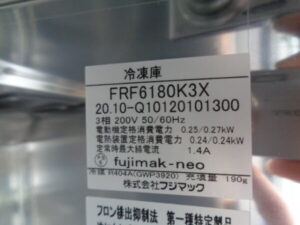 冷凍庫
FRF6180K3X
20.10-Q10120101300
3相 200V 50/60Hz
電動機定格消費電力 0.25/0.27kW
電熱装置定格消費電力 0.24/0.24kW
定常時最大線電流 1.4A
fujimak-neo
冷媒 R404A(GWP3920) 充填量 190g
株式会社フジマック
フロン排出抑制法 第一種特定製品